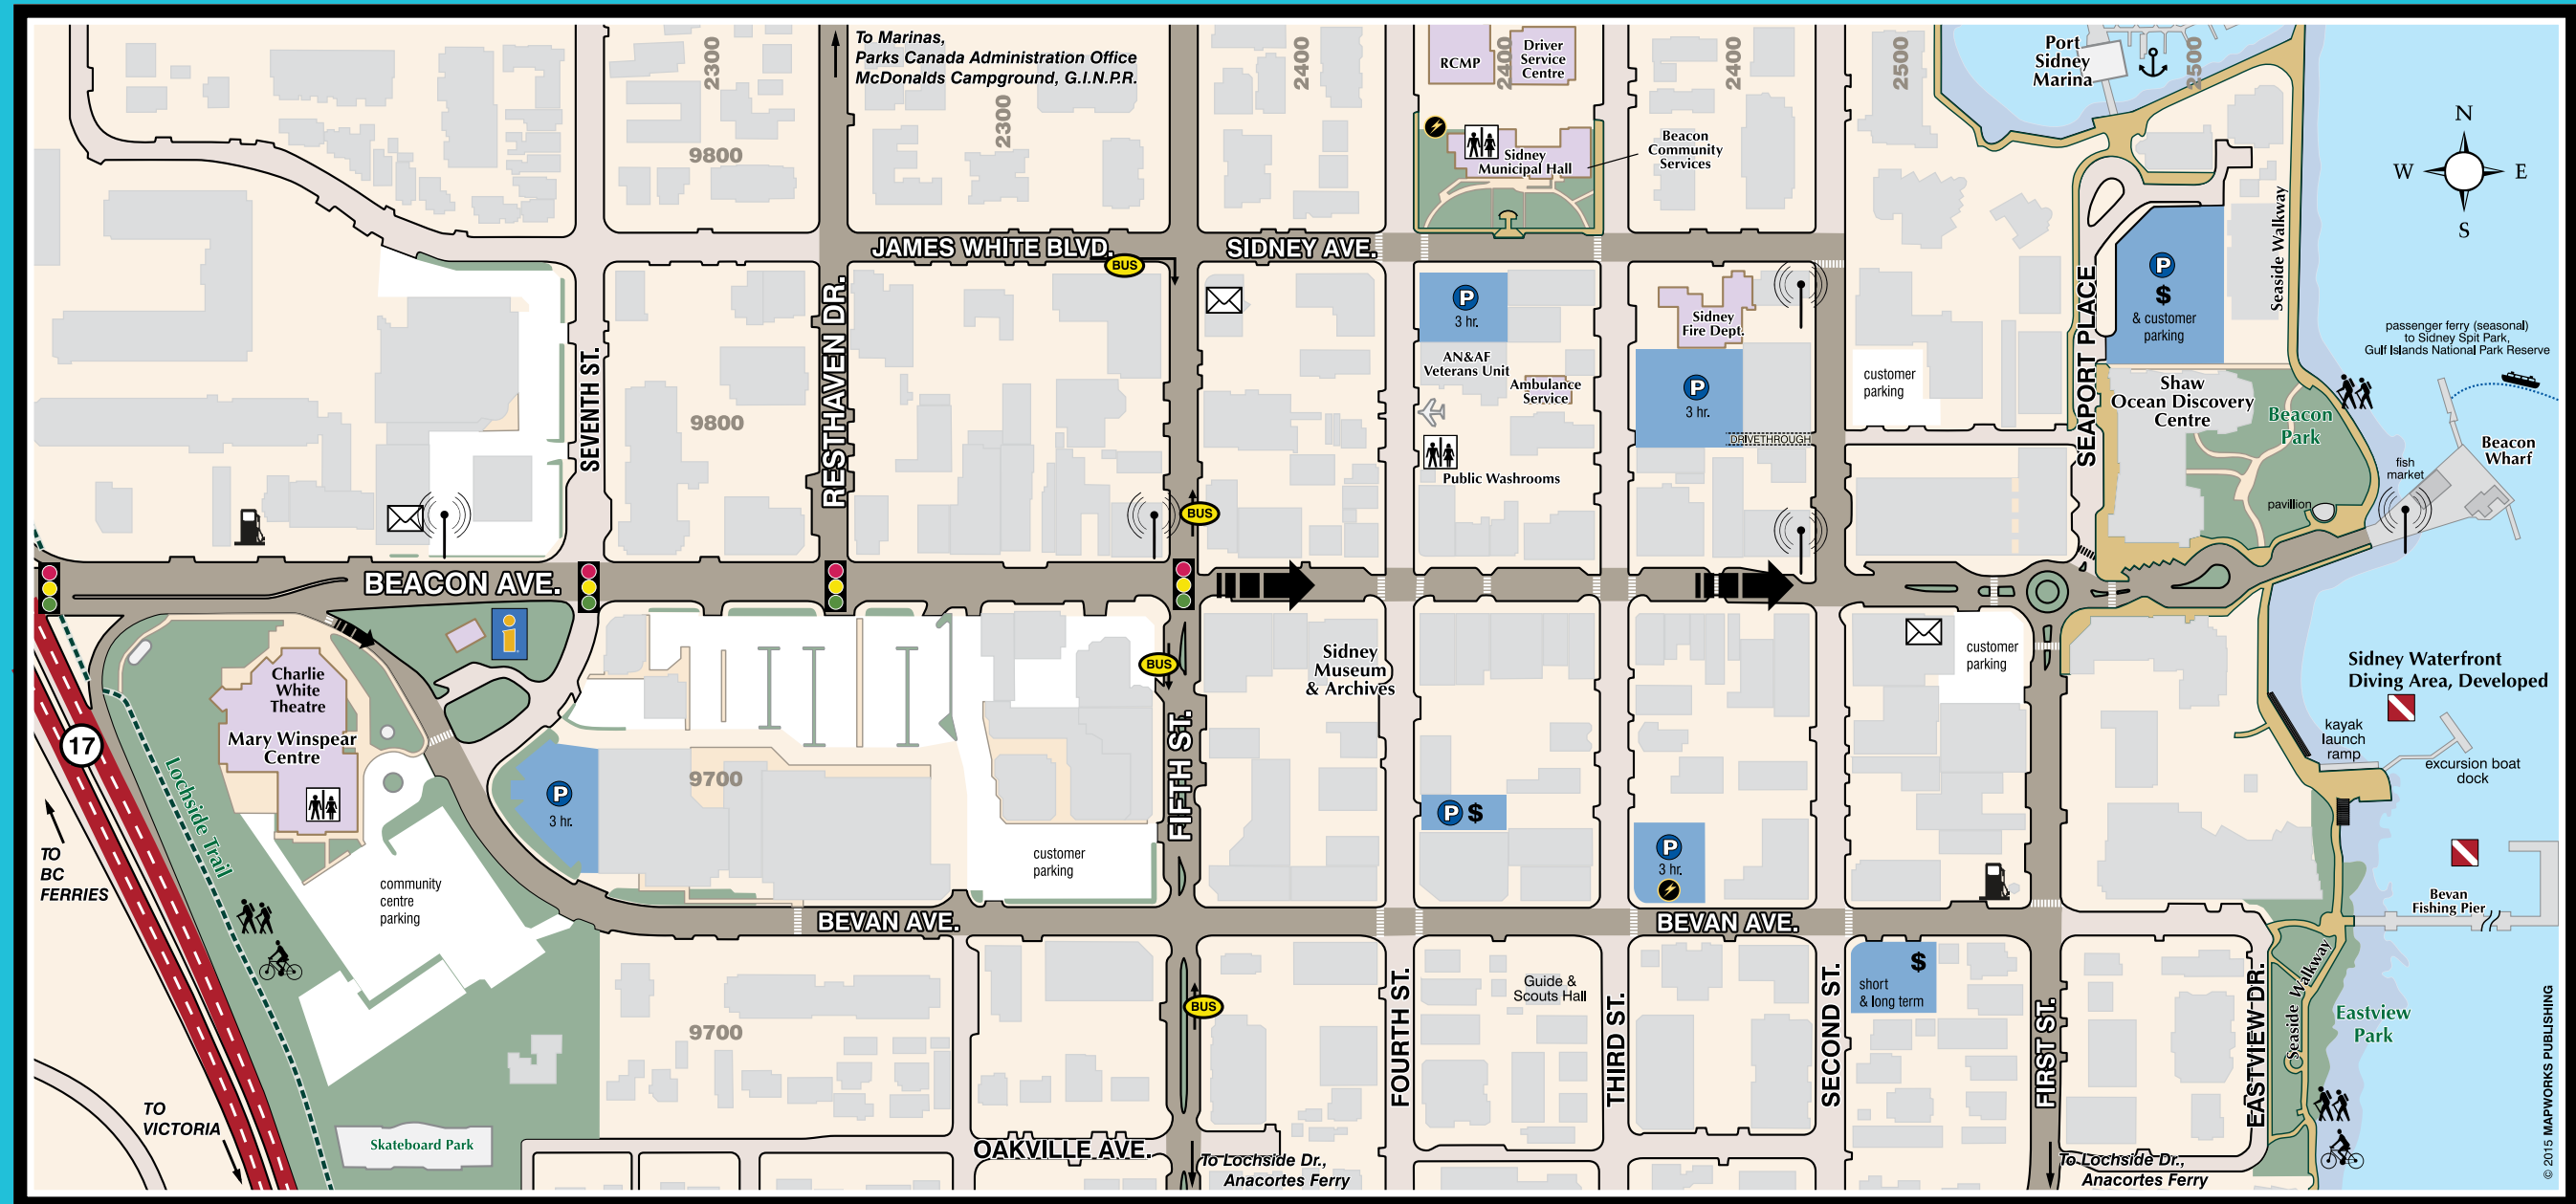 To Marinas,
Parks Canada Administration Office
McDonalds Campground, G.I.N.P.R.
2300
2300
9800
2400
RCMP
2400
Driver
Service
Centre
Sidney
Municipal Hall
Beacon
Community
Services
2400
2500
Port
Sidney
Marina
2500
N
W
E
S
JAMES WHITE BLVD.
BUS
SIDNEY AVE.
SEVENTH ST.
RESTHAVEN DR.
9800
P
3 hr.
AN&AF
Veterans Unit
Ambulance
Service
Public Washrooms
Sidney
Fire Dept.
P
3 hr.
DRIVETHROUGH
customer
parking
SEAPORT PLACE
P
$
& customer
parking
Seaside Walkway
passenger ferry (seasonal)
to Sidney Spit Park,
Gulf Islands National Park Reserve
Shaw
Ocean Discovery
Centre
Beacon
Park
Beacon
Wharf
fish
market
pavillion
BUS
BEACON AVE.
i
Charlie
White
Theatre
Mary Winspear
Centre
17
Lochside Trail
TO
BC
FERRIES
community
centre
parking
P
3 hr.
9700
BUS
FIFTH ST.
customer
parking
Sidney
Museum
& Archives
P $
P
3 hr.
customer
parking
Sidney Waterfront
Diving Area, Developed
kayak
launch
ramp
excursion boat
dock
Bevan
Fishing Pier
BEVAN AVE.
BEVAN AVE.
9700
BUS
FOURTH ST.
Guide &
Scouts Hall
THIRD ST.
SECOND ST.
$
short
& long term
FIRST ST.
EASTVIEW DR.
Seaside Walkway
Eastview
Park
TO
VICTORIA
Skateboard Park
OAKVILLE AVE.
To Lochside Dr.,
Anacortes Ferry
To Lochside Dr.,
Anacortes Ferry
© 2015 MAPWORKS PUBLISHING